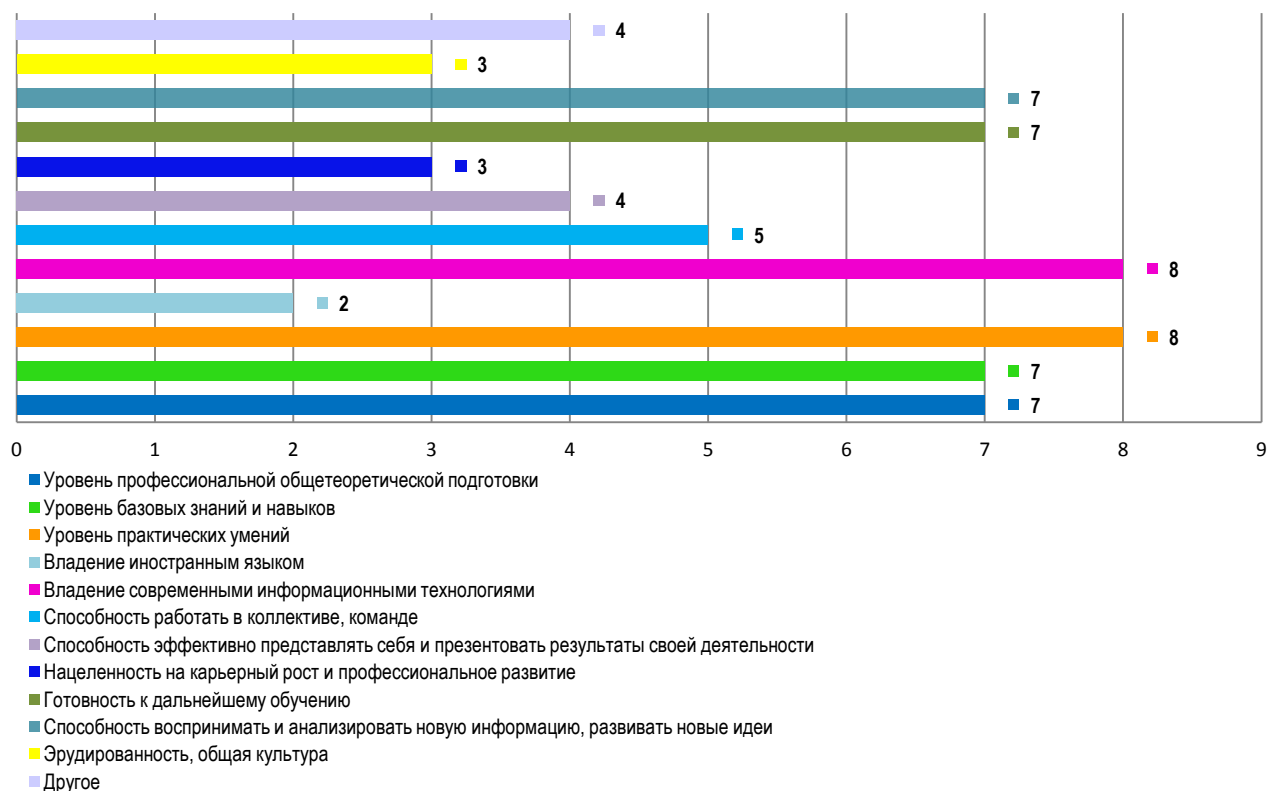 4
3
7
7
3
4
5
8
2
8
7
7
0 1 2 3 4 5 6 7 8 9
Уровень профессиональной общетеоретической подготовки
Уровень базовых знаний и навыков
Уровень практических умений
Владение иностранным языком
Владение современными информационными технологиями
Способность работать в коллективе, команде
Способность эффективно представлять себя и презентовать результаты своей деятельности
Нацеленность на карьерный рост и профессиональное развитие
Готовность к дальнейшему обучению
Способность воспринимать и анализировать новую информацию, развивать новые идеи
Эрудированность, общая культура
Другое